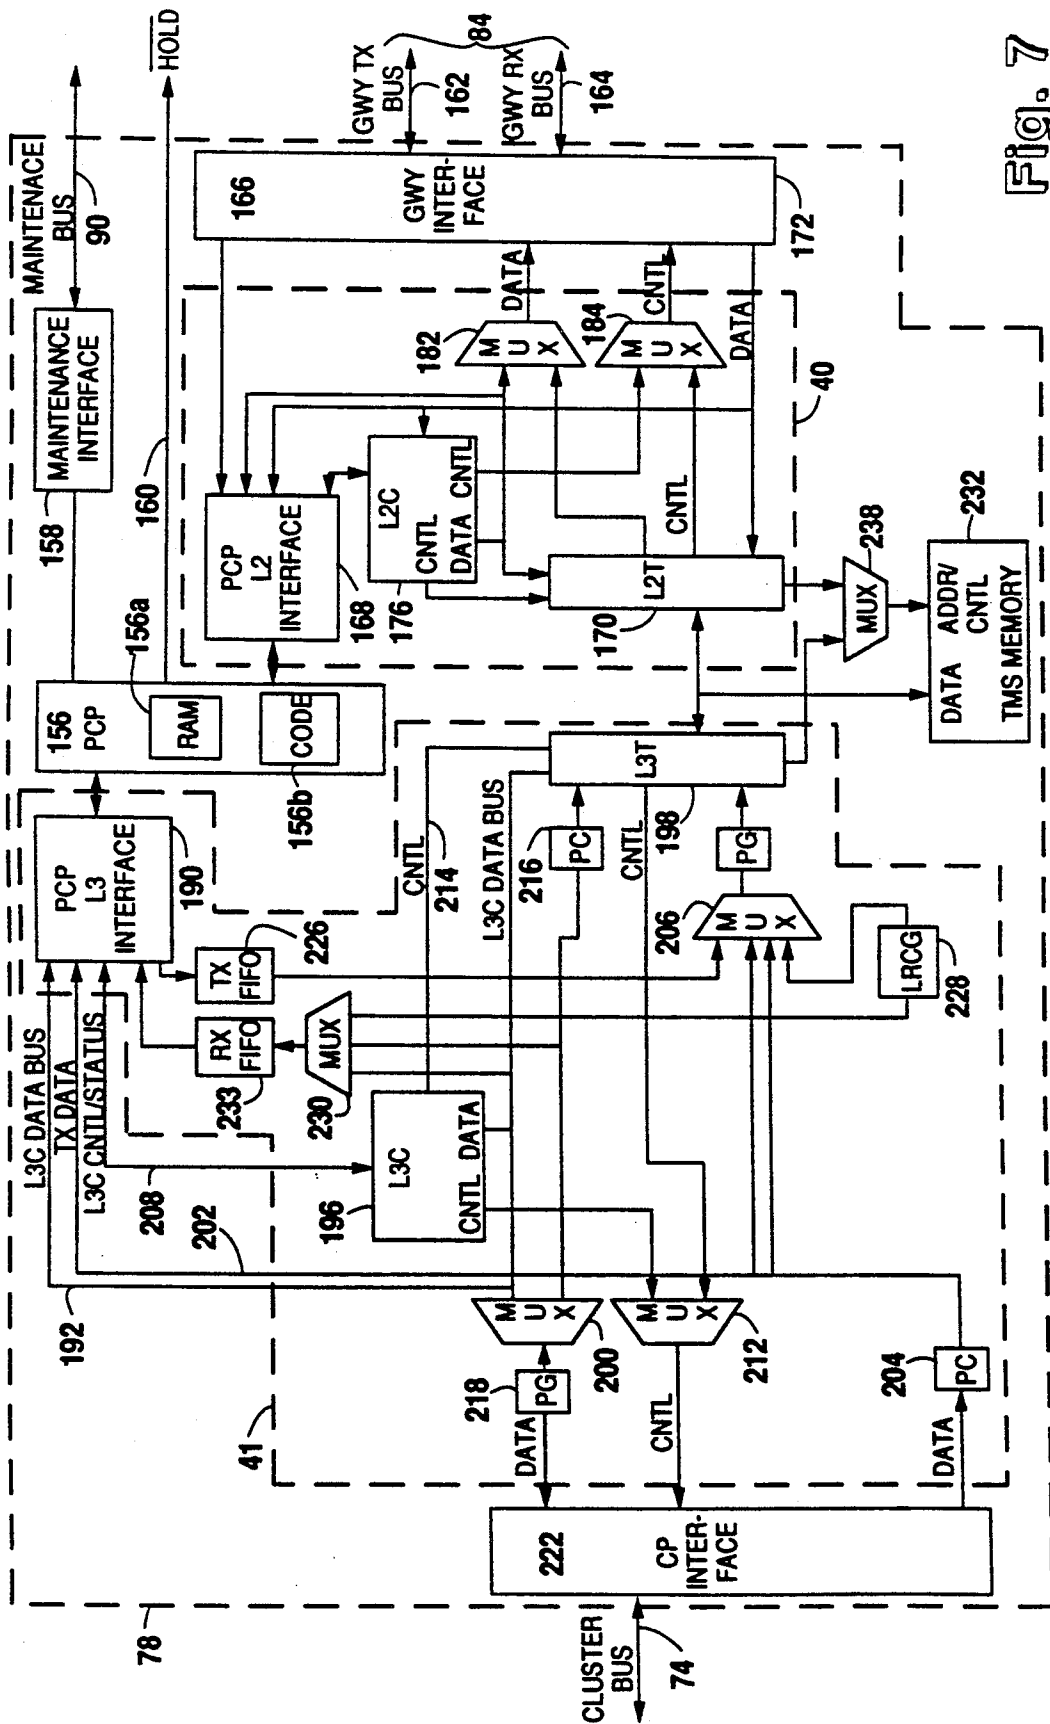 MAINTENACE
BUS
90
HOLD
GWY TX
BUS
162
84
GWY RX
BUS
164
Fig. 7
158
MAINTENANCE
INTERFACE
160
166
GWY
INTER-
FACE
172
156
PCP
156a
RAM
CODE
156b
PCP
L2
INTERFACE
168
176
L2C
CNTL
DATA
CNTL
182
MUX
DATA
184
MUX
CNTL
DATA
40
170
L2T
CNTL
MUX
238
DATA
ADDR/
CNTL
TMS MEMORY
232
PCP
L3
INTERFACE
190
L3C DATA BUS
TX DATA
L3C CNTL/STATUS
TX
FIFO
226
RX
FIFO
233
MUX
230
CNTL
214
L3C DATA BUS
216
PC
L3T
198
CNTL
PG
206
MUX
LRCG
228
208
202
192
196
L3C
CNTL
DATA
41
218
PG
DATA
MUX
200
MUX
212
CNTL
204
PC
DATA
222
CP
INTER-
FACE
78
CLUSTER
BUS
74